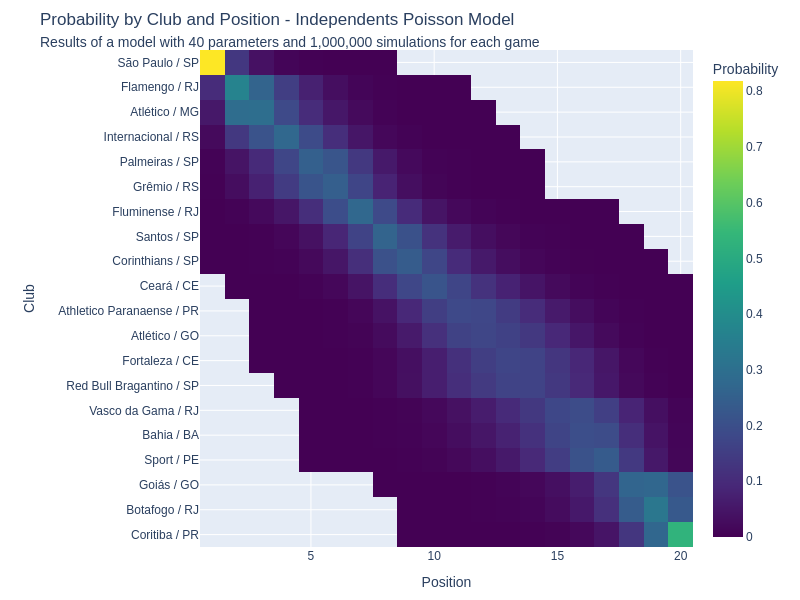 Probability by Club and Position - Independents Poisson Model
Results of a model with 40 parameters and 1,000,000 simulations for each game
Probability
São Paulo / SP
Flamengo / RJ
Atlético / MG
Internacional / RS
Palmeiras / SP
Grêmio / RS
Fluminense / RJ
Santos / SP
Corinthians / SP
Ceará / CE
Athletico Paranaense / PR
Atlético / GO
Fortaleza / CE
Red Bull Bragantino / SP
Vasco da Gama / RJ
Bahia / BA
Sport / PE
Goiás / GO
Botafogo / RJ
Coritiba / PR
Club
5
10
15
20
Position
0.8
0.7
0.6
0.5
0.4
0.3
0.2
0.1
0